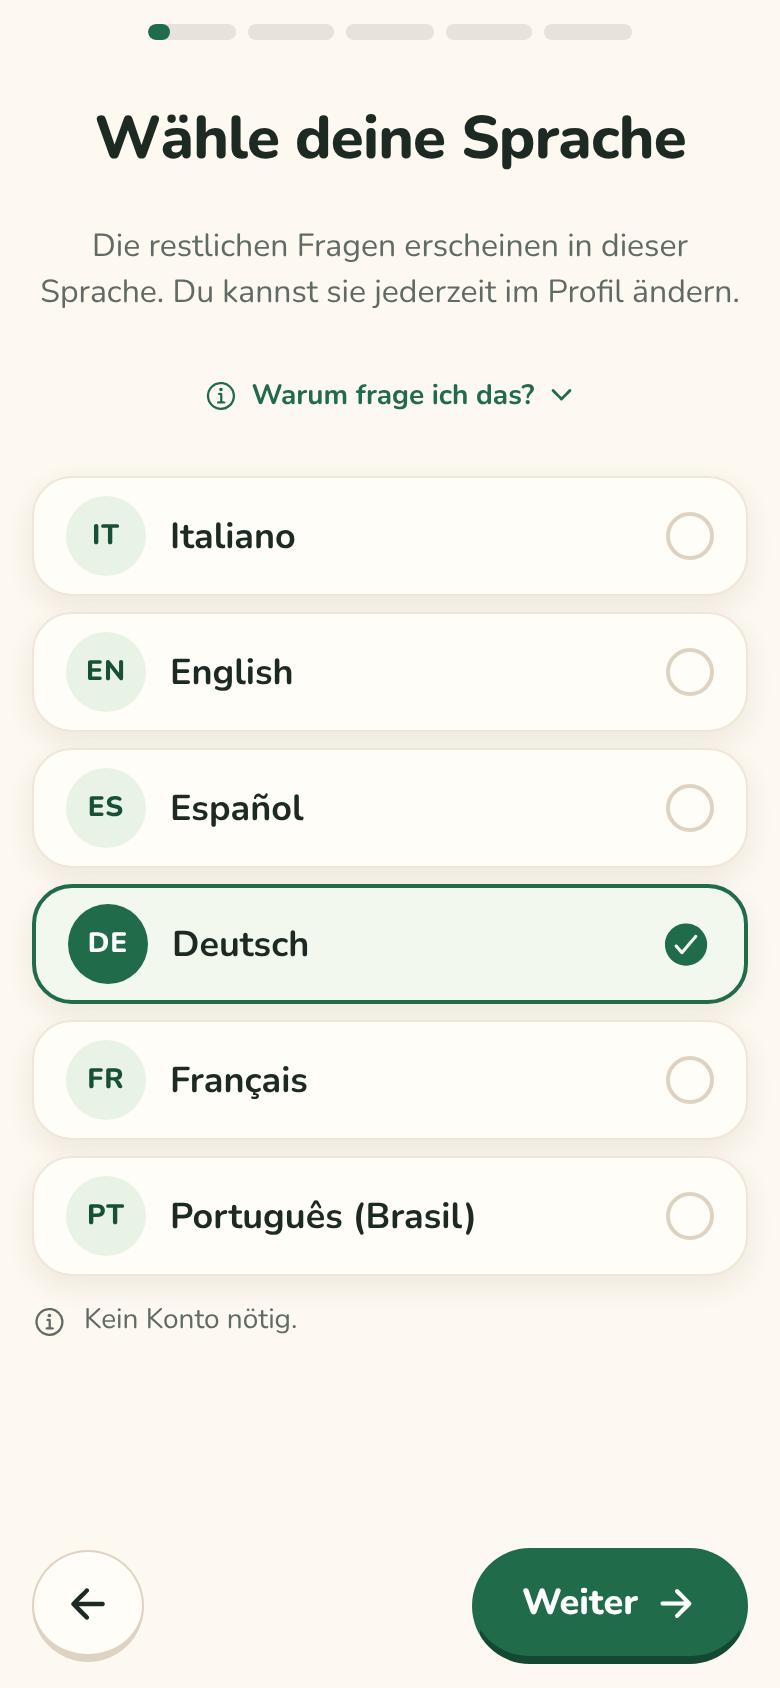 Wähle deine Sprache
Die restlichen Fragen erscheinen in dieser
Sprache. Du kannst sie jederzeit im Profil ändern.
Warum frage ich das?
IT Italiano
EN English
ES Español
DE Deutsch
FR Français
PT Português (Brasil)
Kein Konto nötig.
Weiter